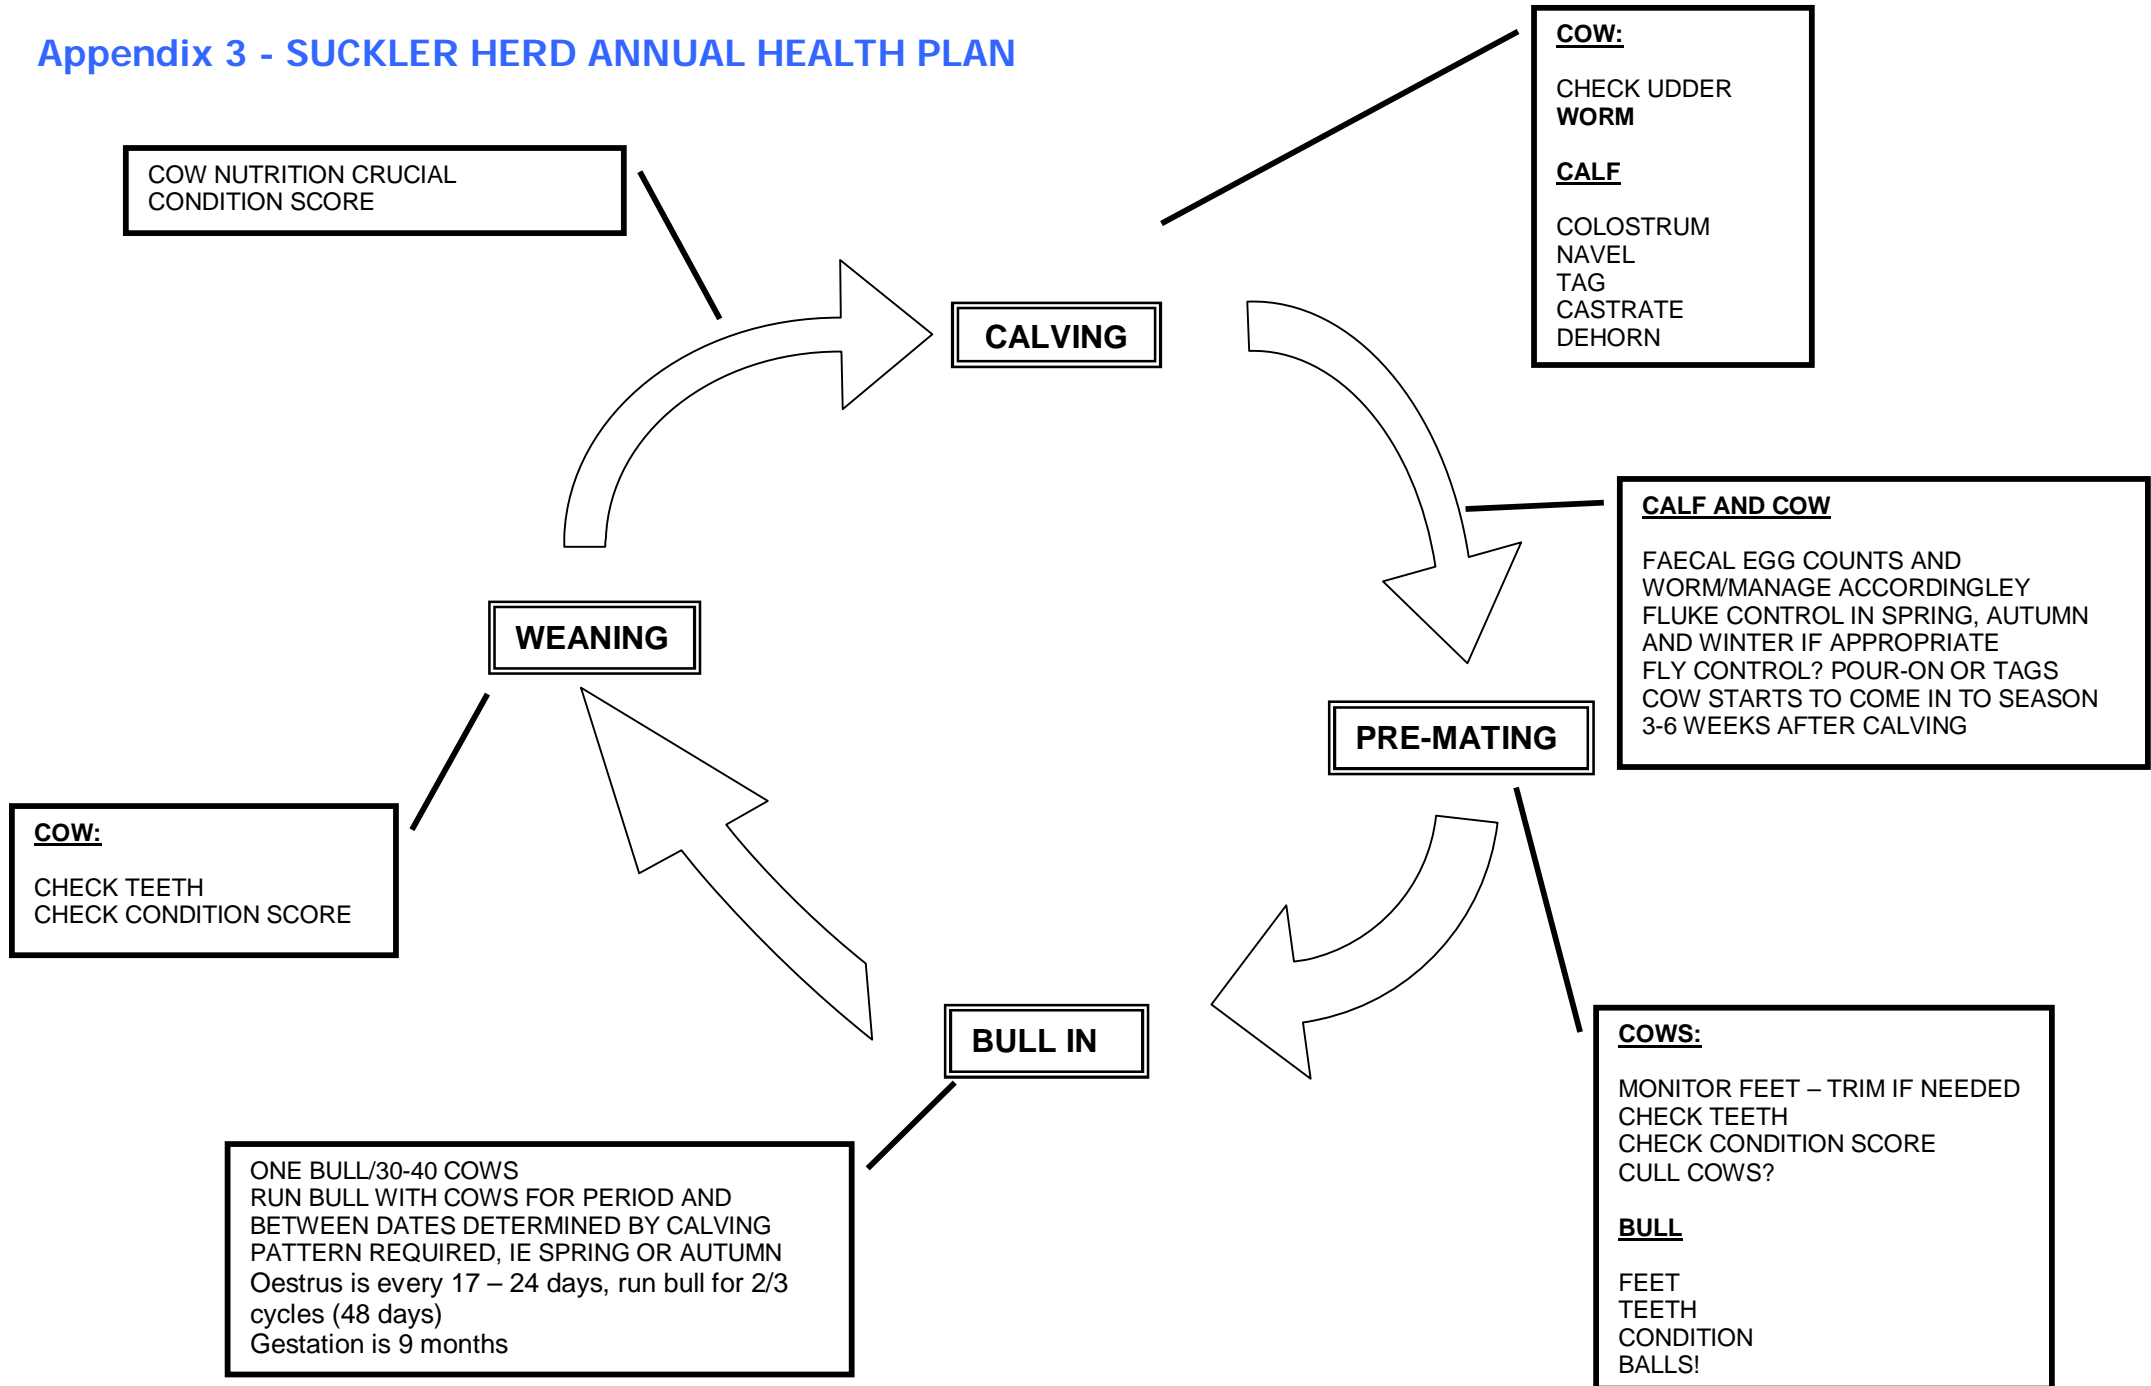 Appendix 3 - SUCKLER HERD ANNUAL HEALTH PLAN
COW:
CHECK UDDER
WORM
CALF
COLOSTRUM
NAVEL
TAG
CASTRATE
DEHORN
COW NUTRITION CRUCIAL
CONDITION SCORE
CALVING
CALF AND COW
FAECAL EGG COUNTS AND
WORM/MANAGE ACCORDINGLEY
FLUKE CONTROL IN SPRING, AUTUMN
AND WINTER IF APPROPRIATE
FLY CONTROL? POUR-ON OR TAGS
COW STARTS TO COME IN TO SEASON
3-6 WEEKS AFTER CALVING
WEANING
PRE-MATING
COW:
CHECK TEETH
CHECK CONDITION SCORE
BULL IN
COWS:
MONITOR FEET – TRIM IF NEEDED
CHECK TEETH
CHECK CONDITION SCORE
CULL COWS?
BULL
FEET
TEETH
CONDITION
BALLS!
ONE BULL/30-40 COWS
RUN BULL WITH COWS FOR PERIOD AND
BETWEEN DATES DETERMINED BY CALVING
PATTERN REQUIRED, IE SPRING OR AUTUMN
Oestrus is every 17 – 24 days, run bull for 2/3
cycles (48 days)
Gestation is 9 months